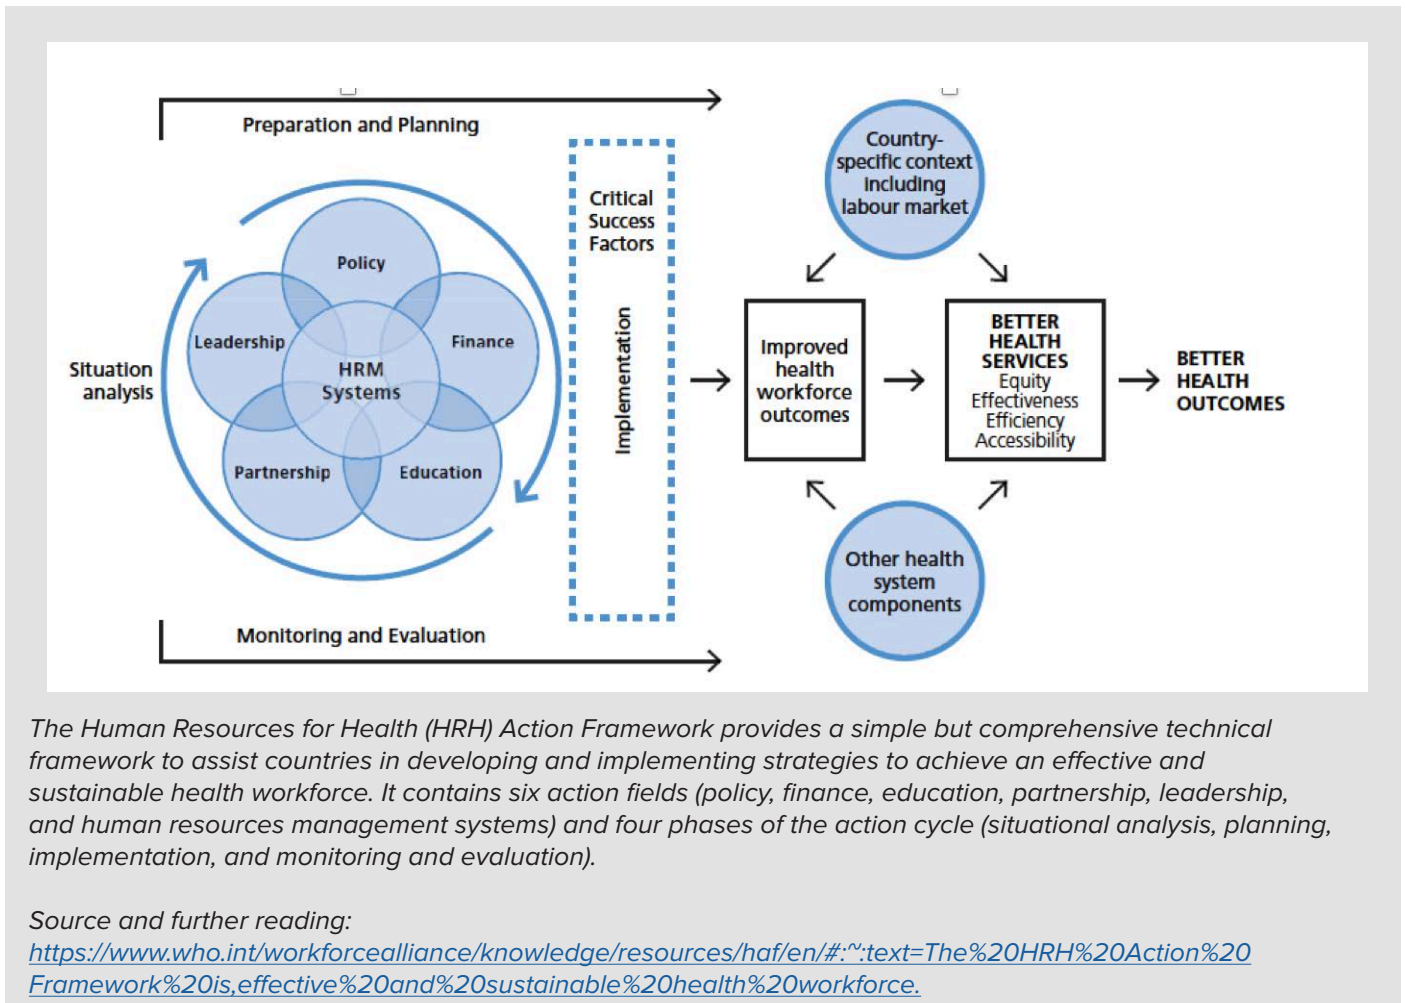 Preparation and Planning
Policy
Leadership
Finance
HRM
Systems
Partnership
Education
Situation
analysis
Monitoring and Evaluation
Critical
Success
Factors
Implementation
Country-
specific context
including
labour market
Improved
health
workforce
outcomes
BETTER
HEALTH
SERVICES
Equity
Effectiveness
Efficiency
Accessibility
BETTER
HEALTH
OUTCOMES
Other health
system
components
The Human Resources for Health (HRH) Action Framework provides a simple but comprehensive technical
framework to assist countries in developing and implementing strategies to achieve an effective and
sustainable health workforce. It contains six action fields (policy, finance, education, partnership, leadership,
and human resources management systems) and four phases of the action cycle (situational analysis, planning,
implementation, and monitoring and evaluation).
Source and further reading:
https://www.who.int/workforcealliance/knowledge/resources/haf/en/#:~:text=The%20HRH%20Action%20
Framework%20is,effective%20and%20sustainable%20health%20workforce.